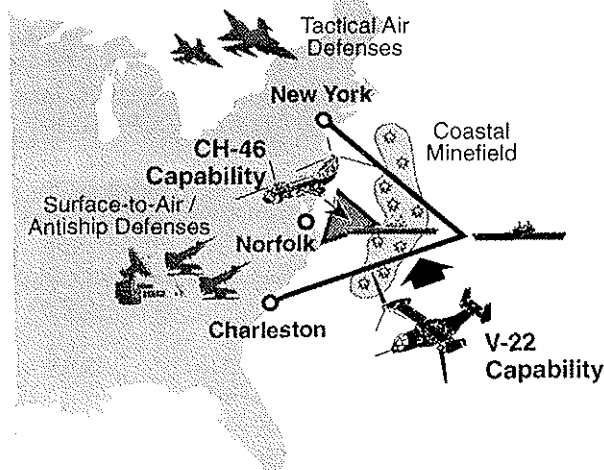 Tactical Air
Defenses
New York
Coastal
Minefield
CH-46
Capability
Surface-to-Air /
Antiship Defenses
Norfolk
Charleston
V-22
Capability